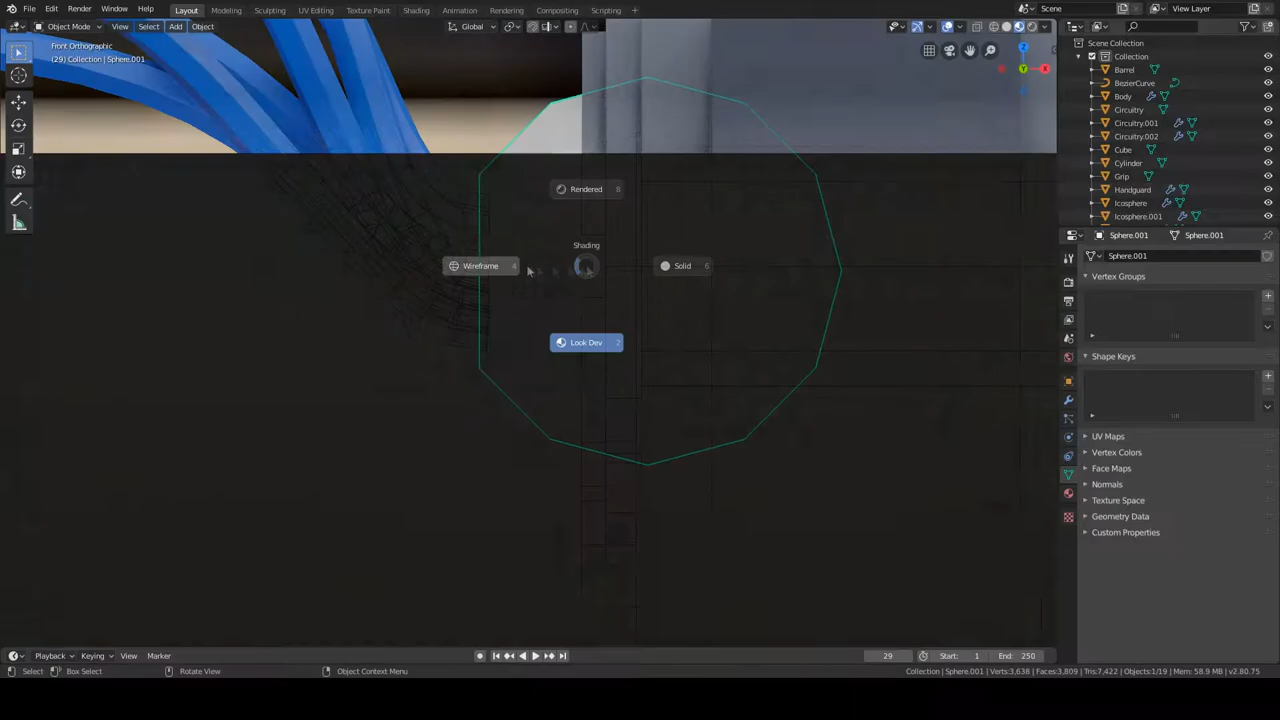 File Edit Render Window Help Layout Modeling Sculpting UV Editing Texture Paint Shading Animation Rendering Compositing Scripting + Scene View Layer
Object Mode View Select Add Object Global
Front Orthographic
(29) Collection | Sphere.001
Z
Y
X
Scene Collection
Collection
Barrel
BezierCurve
Body
Circuitry
Circuitry.001
Circuitry.002
Cube
Cylinder
Grip
Handguard
Icosphere
Icosphere.001
Rendered 8
Shading
Wireframe 4
Solid 6
Look Dev 2
Sphere.001 Sphere.001
Sphere.001
Vertex Groups
Shape Keys
UV Maps
Vertex Colors
Face Maps
Normals
Texture Space
Geometry Data
Custom Properties
Playback Keying View Marker 29 Start: 1 End: 250
Select Box Select Rotate View Object Context Menu Collection | Sphere.001 | Verts:3,638 | Faces:3,809 | Tris:7,422 | Objects:1/19 | Mem: 58.9 MB | v2.80.75